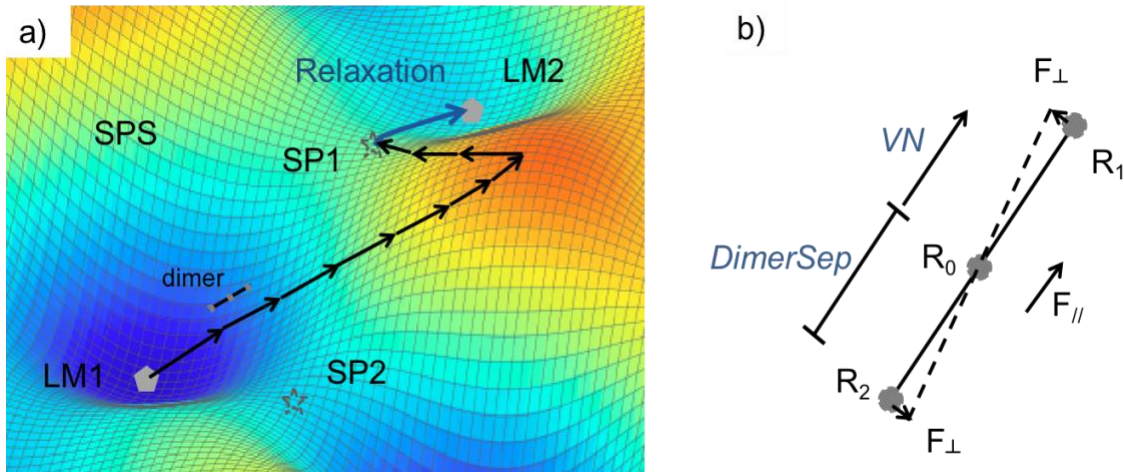 a)
Relaxation
LM2
SPS
SP1
dimer
LM1
SP2
b)
F⊥
VN
R₁
DimerSep
R₀
F//
R₂
F⊥